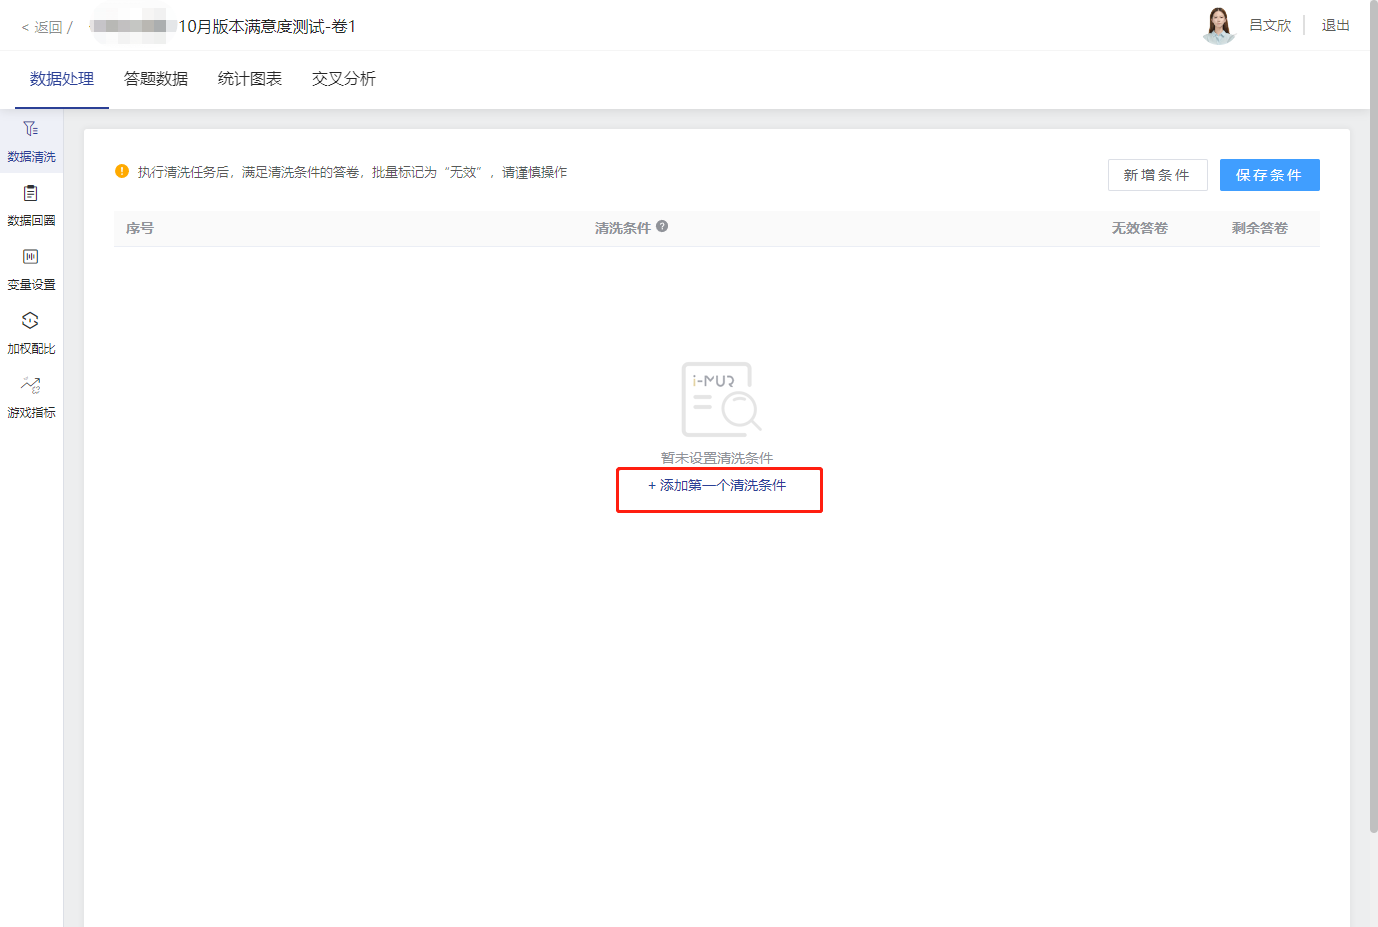 < 返回 / 10月版本满意度测试-卷1
吕文欣 退出
数据处理 答题数据 统计图表 交叉分析
数据清洗
数据回圈
变量设置
加权配比
游戏指标
执行清洗任务后，满足清洗条件的答卷，批量标记为“无效”，请谨慎操作
新增条件 保存条件
序号 清洗条件 无效答卷 剩余答卷
i-MUR
暂未设置清洗条件
+ 添加第一个清洗条件